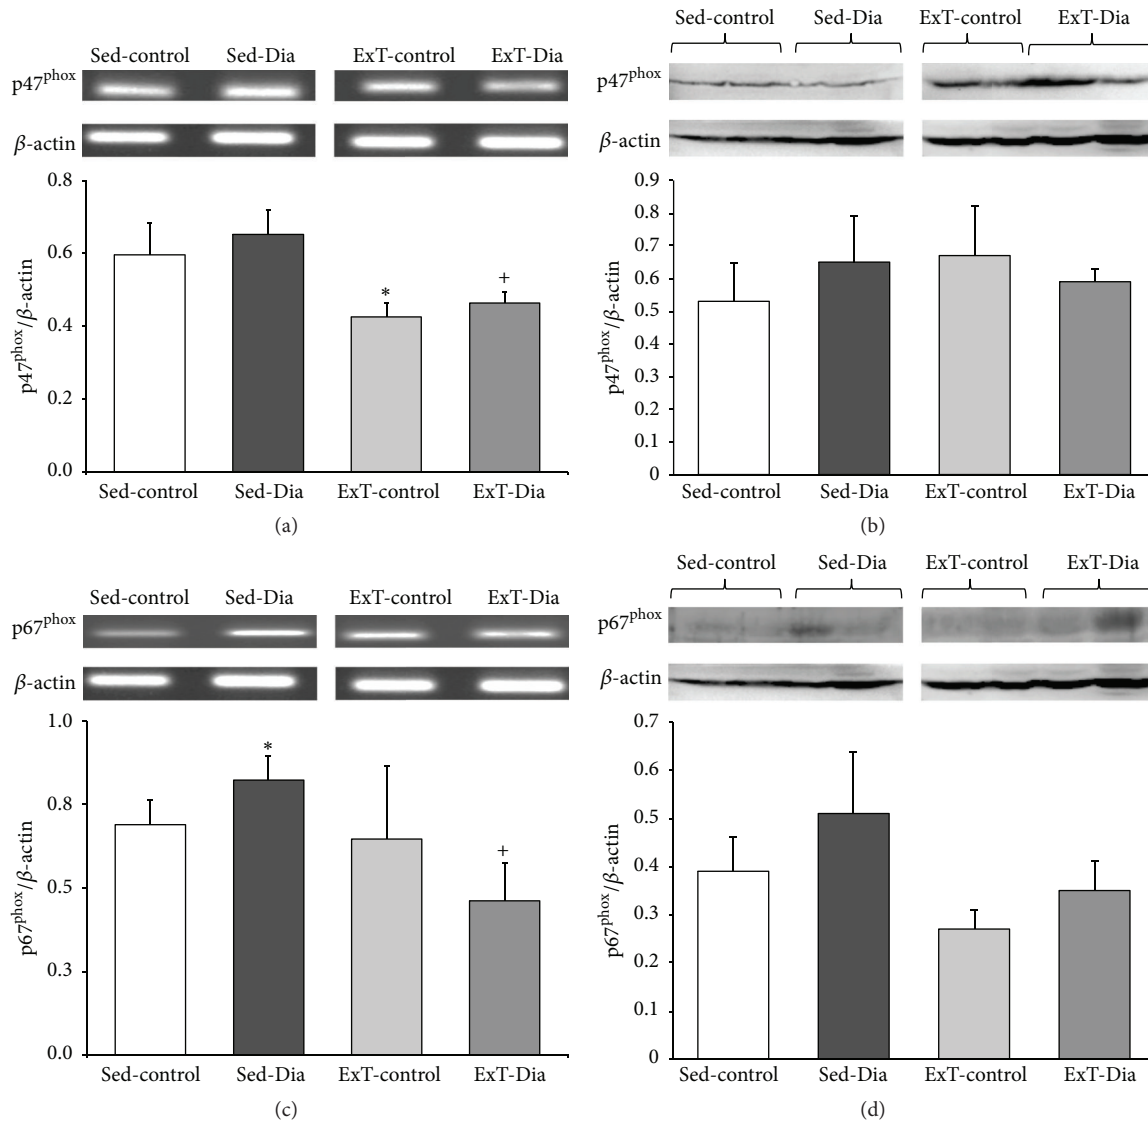 Sed-control Sed-Dia ExT-control ExT-Dia
p47phox
β-actin
0.8
0.6
0.4
0.2
0.0
p47phox/β-actin
*
+
Sed-control Sed-Dia ExT-control ExT-Dia
(a)
Sed-control Sed-Dia ExT-control ExT-Dia
p47phox
β-actin
0.9
0.8
0.7
0.6
0.5
0.4
0.3
0.2
0.1
0
p47phox/β-actin
Sed-control Sed-Dia ExT-control ExT-Dia
(b)
Sed-control Sed-Dia ExT-control ExT-Dia
p67phox
β-actin
1.0
0.8
0.5
0.3
0.0
p67phox/β-actin
*
+
Sed-control Sed-Dia ExT-control ExT-Dia
(c)
Sed-control Sed-Dia ExT-control ExT-Dia
p67phox
β-actin
0.7
0.6
0.5
0.4
0.3
0.2
0.1
0
p67phox/β-actin
Sed-control Sed-Dia ExT-control ExT-Dia
(d)